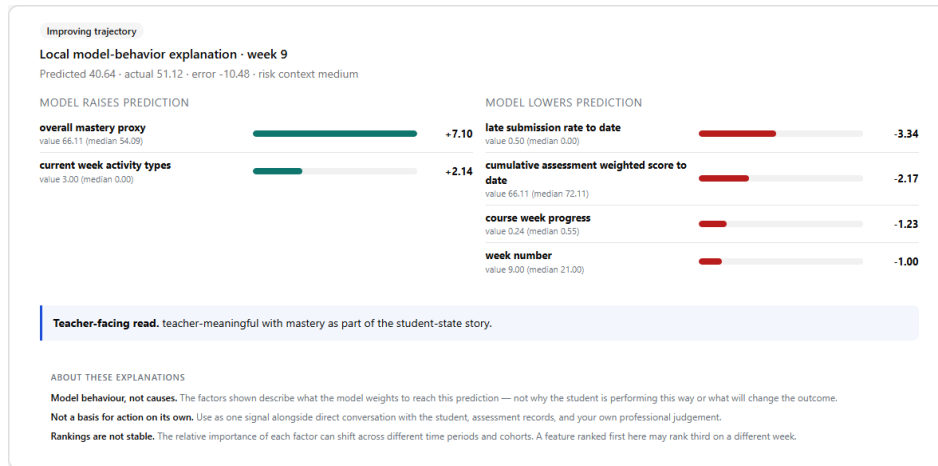 Improving trajectory
Local model-behavior explanation · week 9
Predicted 40.64 · actual 51.12 · error -10.48 · risk context medium
MODEL RAISES PREDICTION
overall mastery proxy
value 66.11 (median 54.09)
+7.10
current week activity types
value 3.00 (median 0.00)
+2.14
MODEL LOWERS PREDICTION
late submission rate to date
value 0.50 (median 0.00)
-3.34
cumulative assessment weighted score to
date
value 66.11 (median 72.11)
-2.17
course week progress
value 0.24 (median 0.55)
-1.23
week number
value 9.00 (median 21.00)
-1.00
Teacher-facing read. teacher-meaningful with mastery as part of the student-state story.
ABOUT THESE EXPLANATIONS
Model behaviour, not causes. The factors shown describe what the model weights to reach this prediction — not why the student is performing this way or what will change the outcome.
Not a basis for action on its own. Use as one signal alongside direct conversation with the student, assessment records, and your own professional judgement.
Rankings are not stable. The relative importance of each factor can shift across different time periods and cohorts. A feature ranked first here may rank third on a different week.